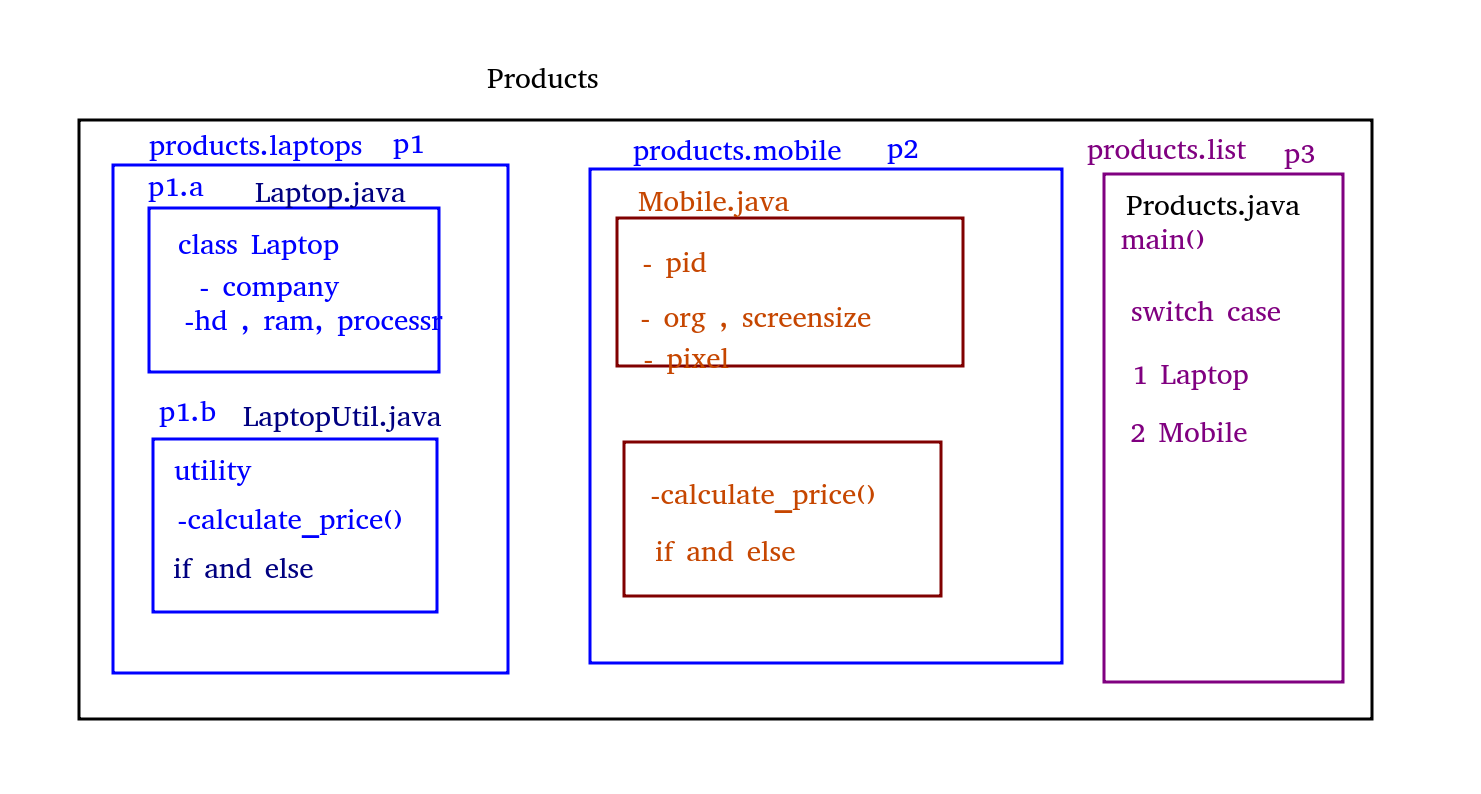 Products
products.laptops p1
p1.a Laptop.java
class Laptop
- company
-hd , ram, processr
p1.b LaptopUtil.java
utility
-calculate_price()
if and else
products.mobile p2
Mobile.java
- pid
- org , screensize
- pixel
-calculate_price()
if and else
products.list p3
Products.java
main()
switch case
1 Laptop
2 Mobile